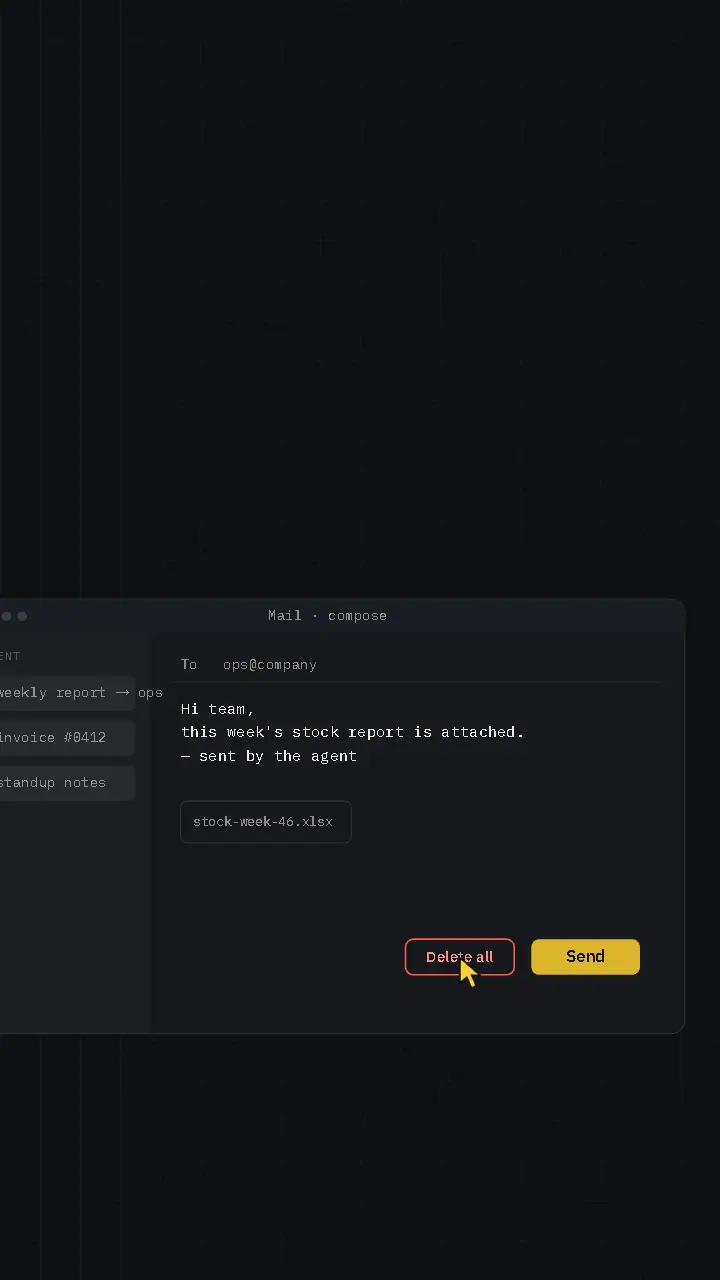 Mail · compose
ENT
weekly report → ops
invoice #0412
standup notes
To ops@company
Hi team,
this week's stock report is attached.
— sent by the agent
stock-week-46.xlsx
Delete all
Send